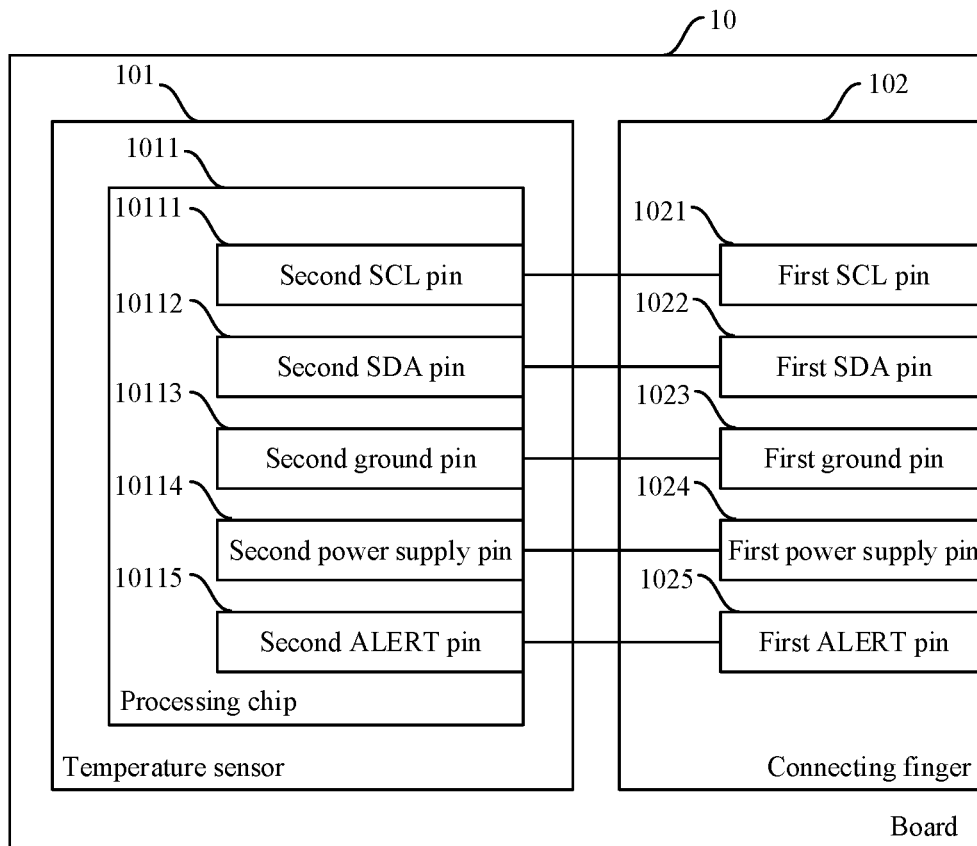 10
101
102
1011
10111
1021
Second SCL pin
First SCL pin
10112
1022
Second SDA pin
First SDA pin
10113
1023
Second ground pin
First ground pin
10114
1024
Second power supply pin
First power supply pin
10115
1025
Second ALERT pin
First ALERT pin
Processing chip
Temperature sensor
Connecting finger
Board